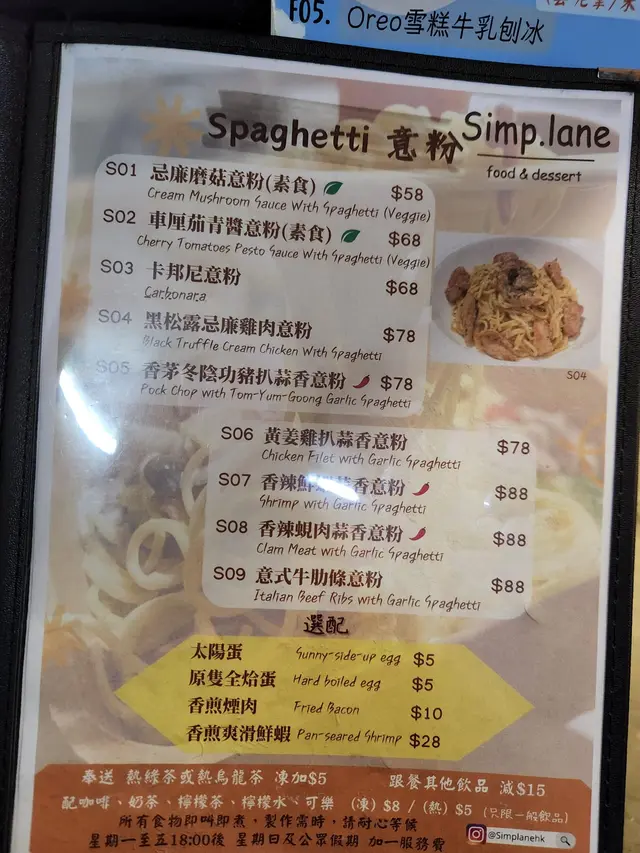 F05. Oreo雪糕牛乳刨冰
Spaghetti 意粉
Simp.lane
food & dessert
S01 忌廉磨菇意粉(素食) $58
Cream Mushroom Sauce With Spaghetti (Veggie)
S02 車厘茄青醬意粉(素食) $68
Cherry Tomatoes Pesto Sauce With Spaghetti (Veggie)
S03 卡邦尼意粉 $68
Carbonara
S04 黑松露忌廉雞肉意粉 $78
Black Truffle Cream Chicken With Spaghetti
S05 香茅冬陰功豬扒蒜香意粉 $78
Pock Chop with Tom-Yum-Goong Garlic Spaghetti
S04
S06 黃姜雞扒蒜香意粉 $78
Chicken Filet with Garlic Spaghetti
S07 香辣鮮蝦蒜香意粉 $88
Shrimp with Garlic Spaghetti
S08 香辣蜆肉蒜香意粉 $88
Clam Meat with Garlic Spaghetti
S09 意式牛肋條意粉 $88
Italian Beef Ribs with Garlic Spaghetti
選配
太陽蛋 Sunny-side-up egg $5
原隻全烚蛋 Hard boiled egg $5
香煎煙肉 Fried Bacon $10
香煎爽滑鮮蝦 Pan-seared Shrimp $28
奉送 熱綠茶或熱烏龍茶 凍加$5 跟餐其他飲品 減$15
配咖啡、奶茶、檸檬茶、檸檬水、可樂 (凍) $8 / (熱) $5 (只限一般飲品)
所有食物即叫即煮，製作需時，請耐心等候
星期一至五18:00後 星期日及公眾假期 加一服務費
@Simplanehk